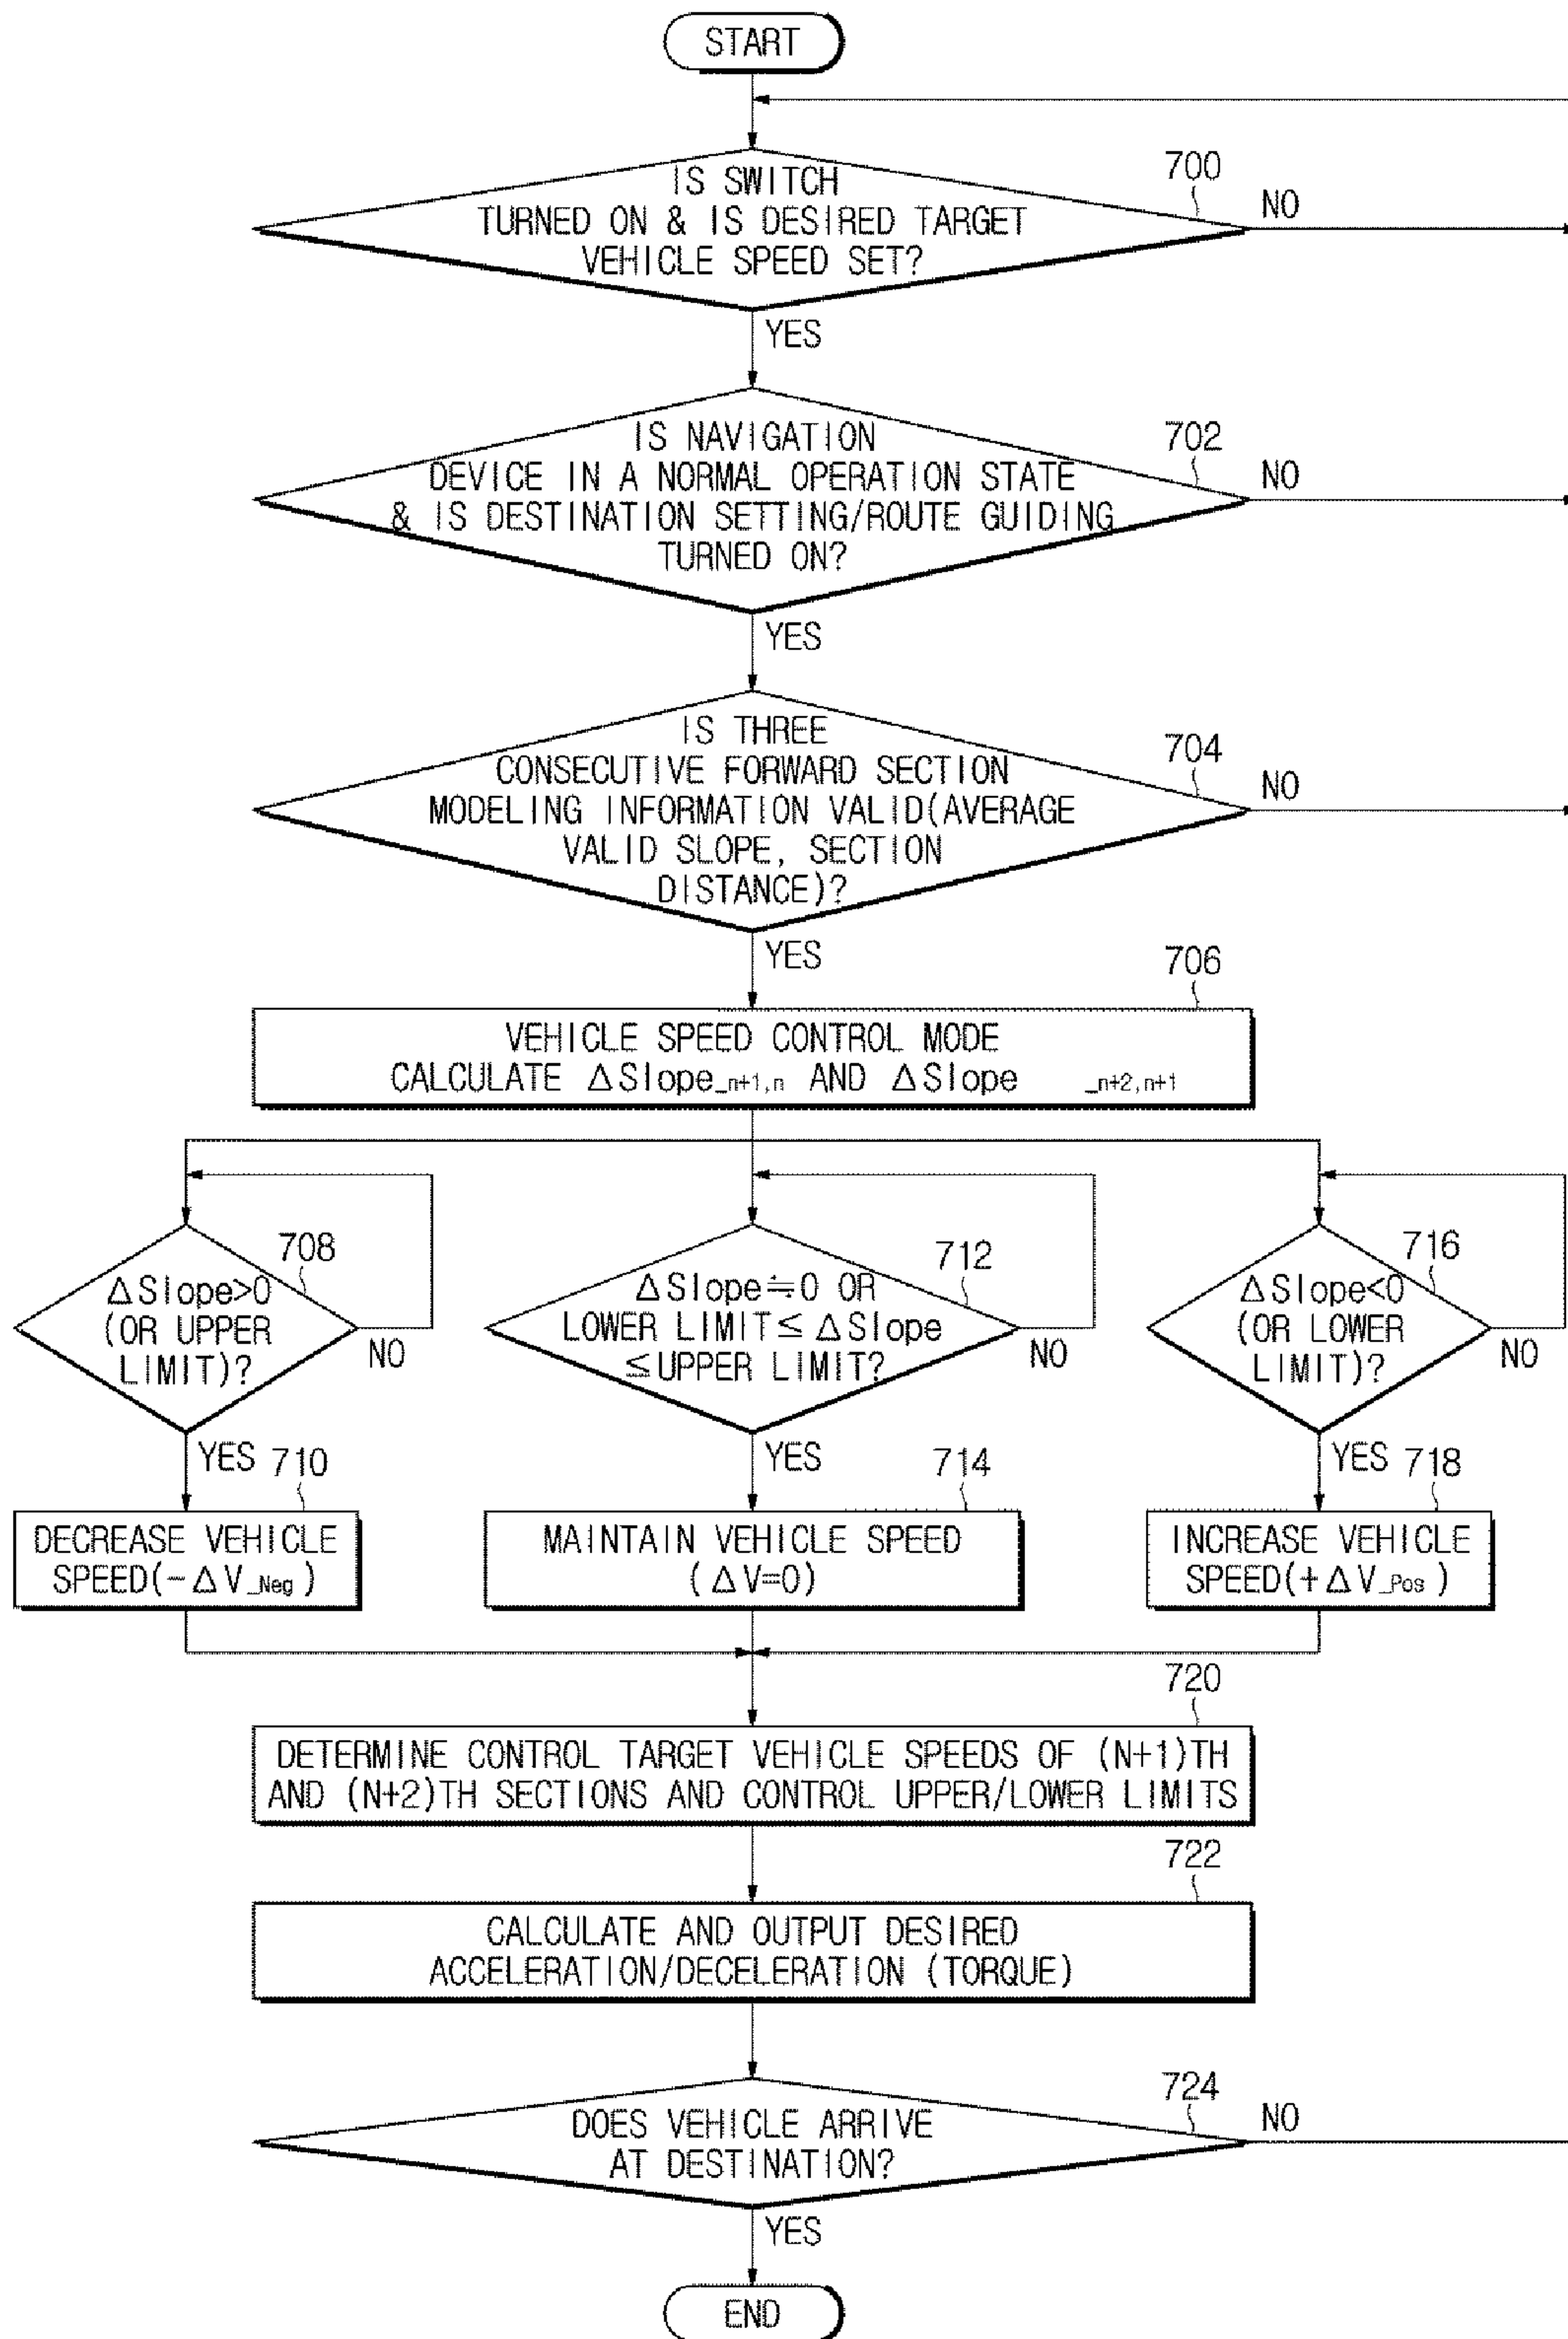 START
700
IS SWITCH
TURNED ON & IS DESIRED TARGET
VEHICLE SPEED SET?
NO
YES
702
IS NAVIGATION
DEVICE IN A NORMAL OPERATION STATE
& IS DESTINATION SETTING/ROUTE GUIDING
TURNED ON?
NO
YES
704
IS THREE
CONSECUTIVE FORWARD SECTION
MODELING INFORMATION VALID(AVERAGE
VALID SLOPE, SECTION
DISTANCE)?
NO
YES
706
VEHICLE SPEED CONTROL MODE
CALCULATE ΔSlope_n+1,n AND ΔSlope _n+2,n+1
708
ΔSlope>0
(OR UPPER
LIMIT)?
NO
YES
712
ΔSlope≒0 OR
LOWER LIMIT≤ ΔSlope
≤UPPER LIMIT?
NO
YES
716
ΔSlope<0
(OR LOWER
LIMIT)?
NO
YES
710
DECREASE VEHICLE
SPEED(-ΔV_Neg)
714
MAINTAIN VEHICLE SPEED
(ΔV=0)
718
INCREASE VEHICLE
SPEED(+ΔV_Pos)
720
DETERMINE CONTROL TARGET VEHICLE SPEEDS OF (N+1)TH
AND (N+2)TH SECTIONS AND CONTROL UPPER/LOWER LIMITS
722
CALCULATE AND OUTPUT DESIRED
ACCELERATION/DECELERATION (TORQUE)
724
DOES VEHICLE ARRIVE
AT DESTINATION?
NO
YES
END